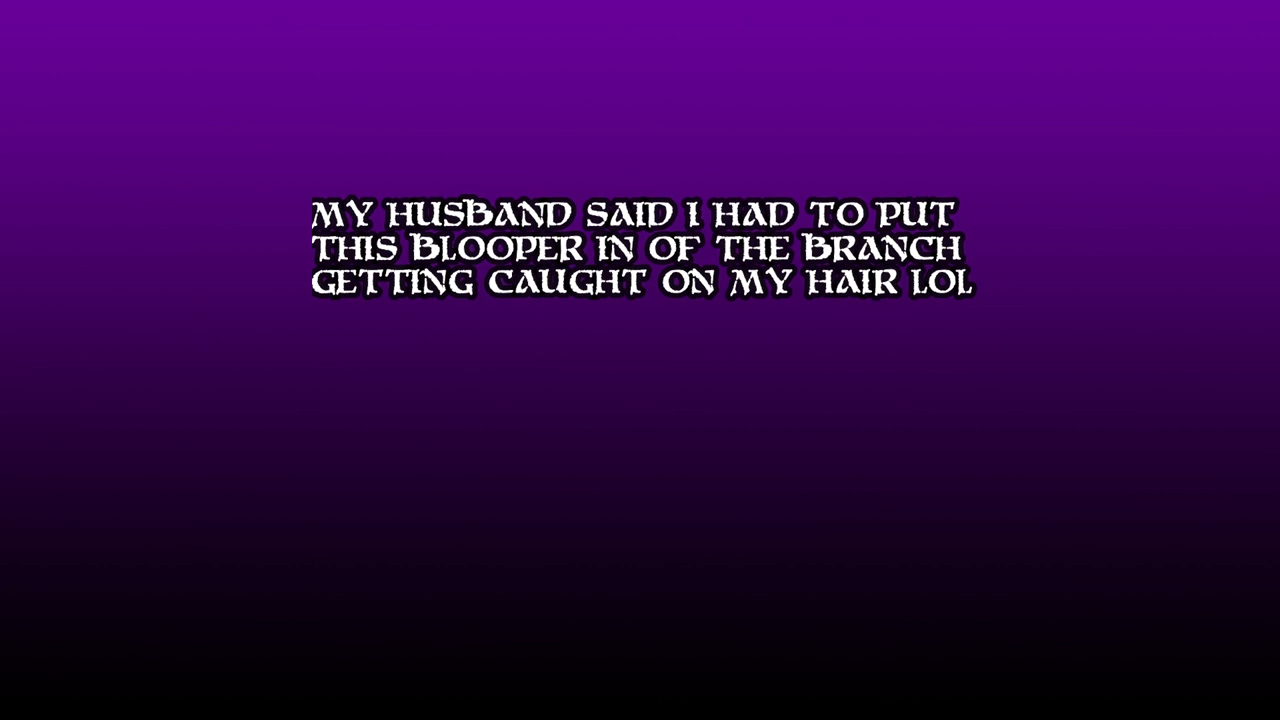 MY HUSBAND SAID I HAD TO PUT
THIS BLOOPER IN OF THE BRANCH
GETTING CAUGHT ON MY HAIR LOL